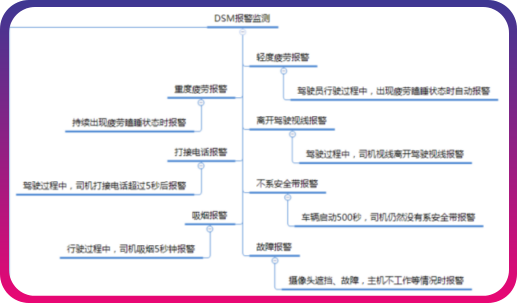 DSM报警监测
轻度疲劳报警
驾驶员行驶过程中，出现疲劳瞌睡状态时自动报警
重度疲劳报警
持续出现疲劳瞌睡状态时报警
离开驾驶视线报警
驾驶过程中，司机视线离开驾驶视线报警
打接电话报警
驾驶过程中，司机打接电话超过5秒后报警
不系安全带报警
车辆启动500秒，司机仍然没有系安全带报警
吸烟报警
行驶过程中，司机吸烟5秒钟报警
故障报警
摄像头遮挡、故障，主机不工作等情况时报警